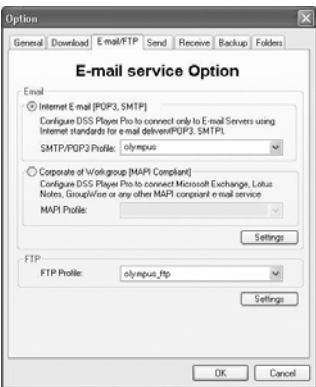 Option
General Download E-mail/FTP Send Receive Backup Folders
E-mail service Option
Email
Internet E-mail [POP3, SMTP]
Configure DSS Player Pro to connect only to E-mail Servers using
Internet standards for e-mail delivery(POP3, SMTP).
SMTP/POP3 Profile: olympus
Corporate of Workgroup [MAPI Compliant]
Configure DSS Player Pro to connect Microsoft Exchange, Lotus
Notes, GroupWise or any other MAPI conpriant e-mail service
MAPI Profile:
Settings
FTP
FTP Profile: olympus_ftp
Settings
OK Cancel